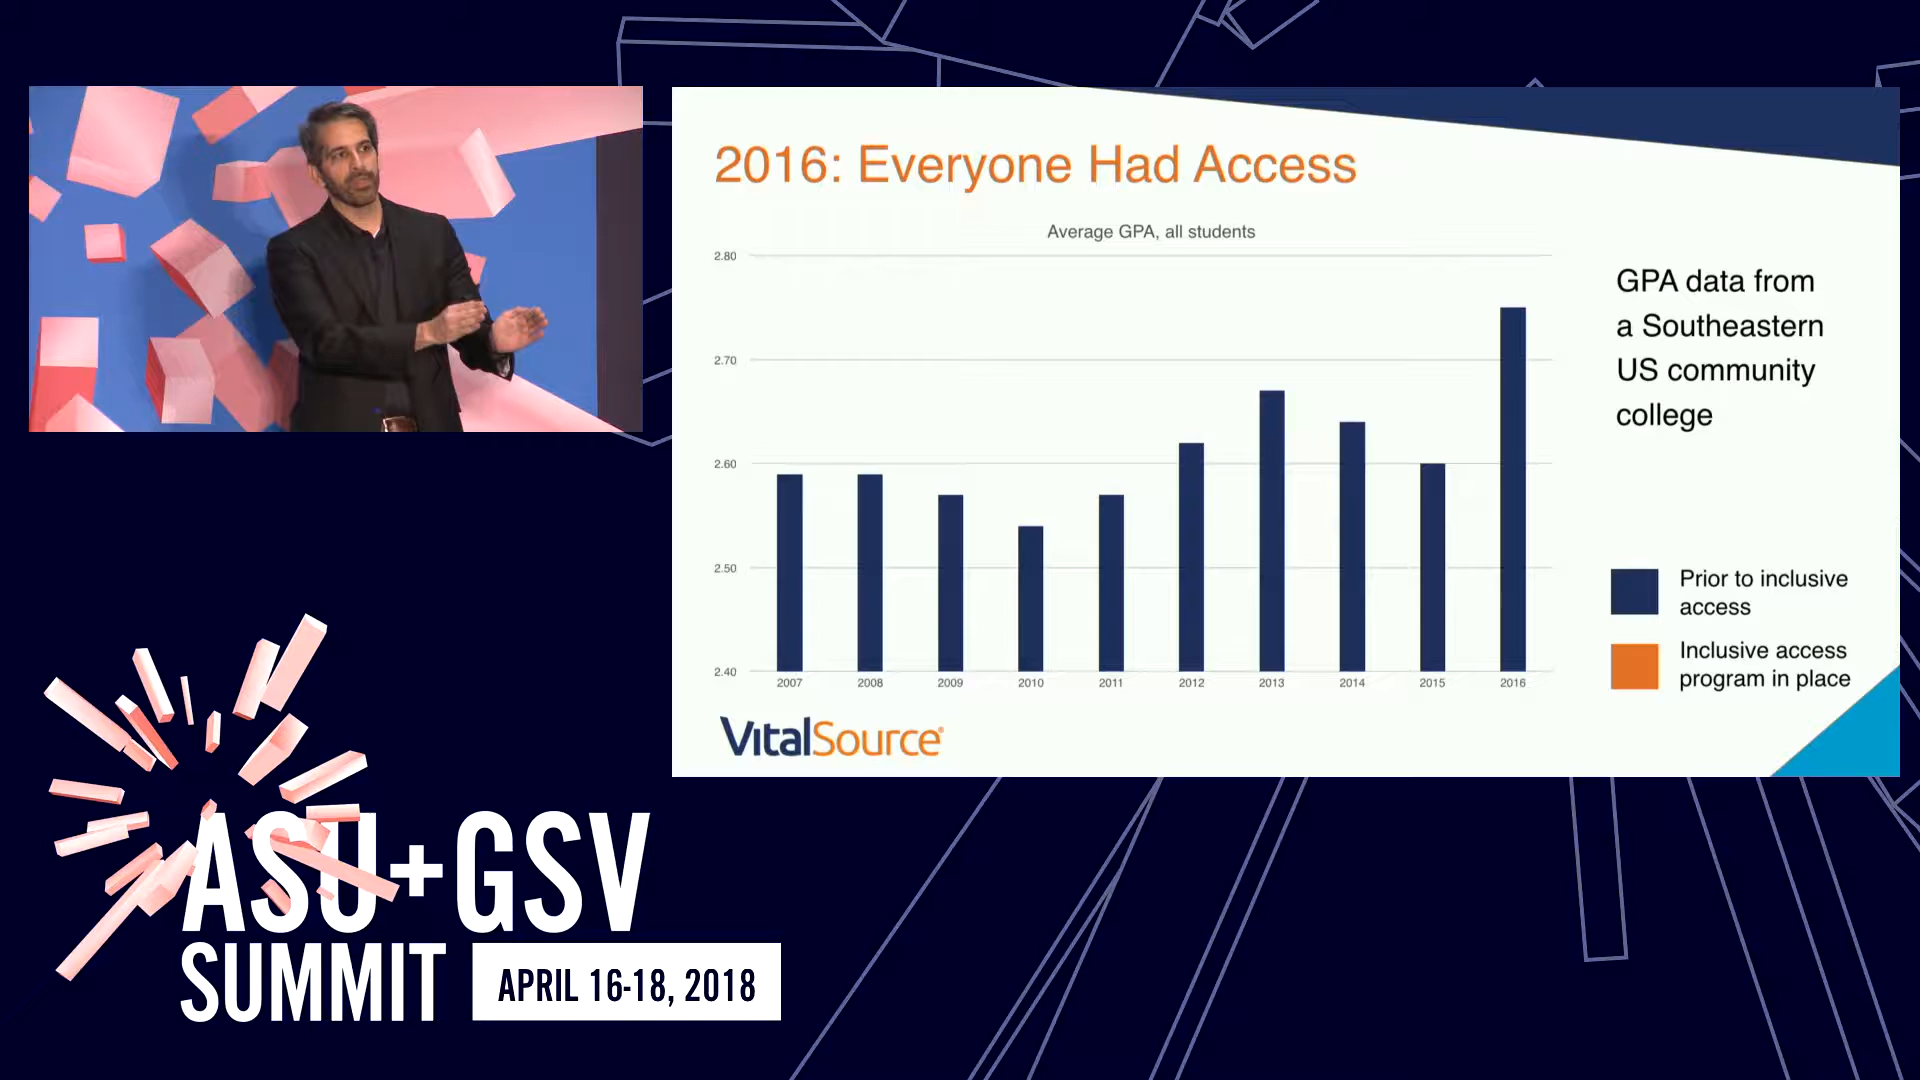 2016: Everyone Had Access
Average GPA, all students
2.80
2.70
2.60
2.50
2.40
2007 2008 2009 2010 2011 2012 2013 2014 2015 2016
GPA data from
a Southeastern
US community
college
Prior to inclusive
access
Inclusive access
program in place
VitalSource®
ASU+GSV
SUMMIT
APRIL 16-18, 2018